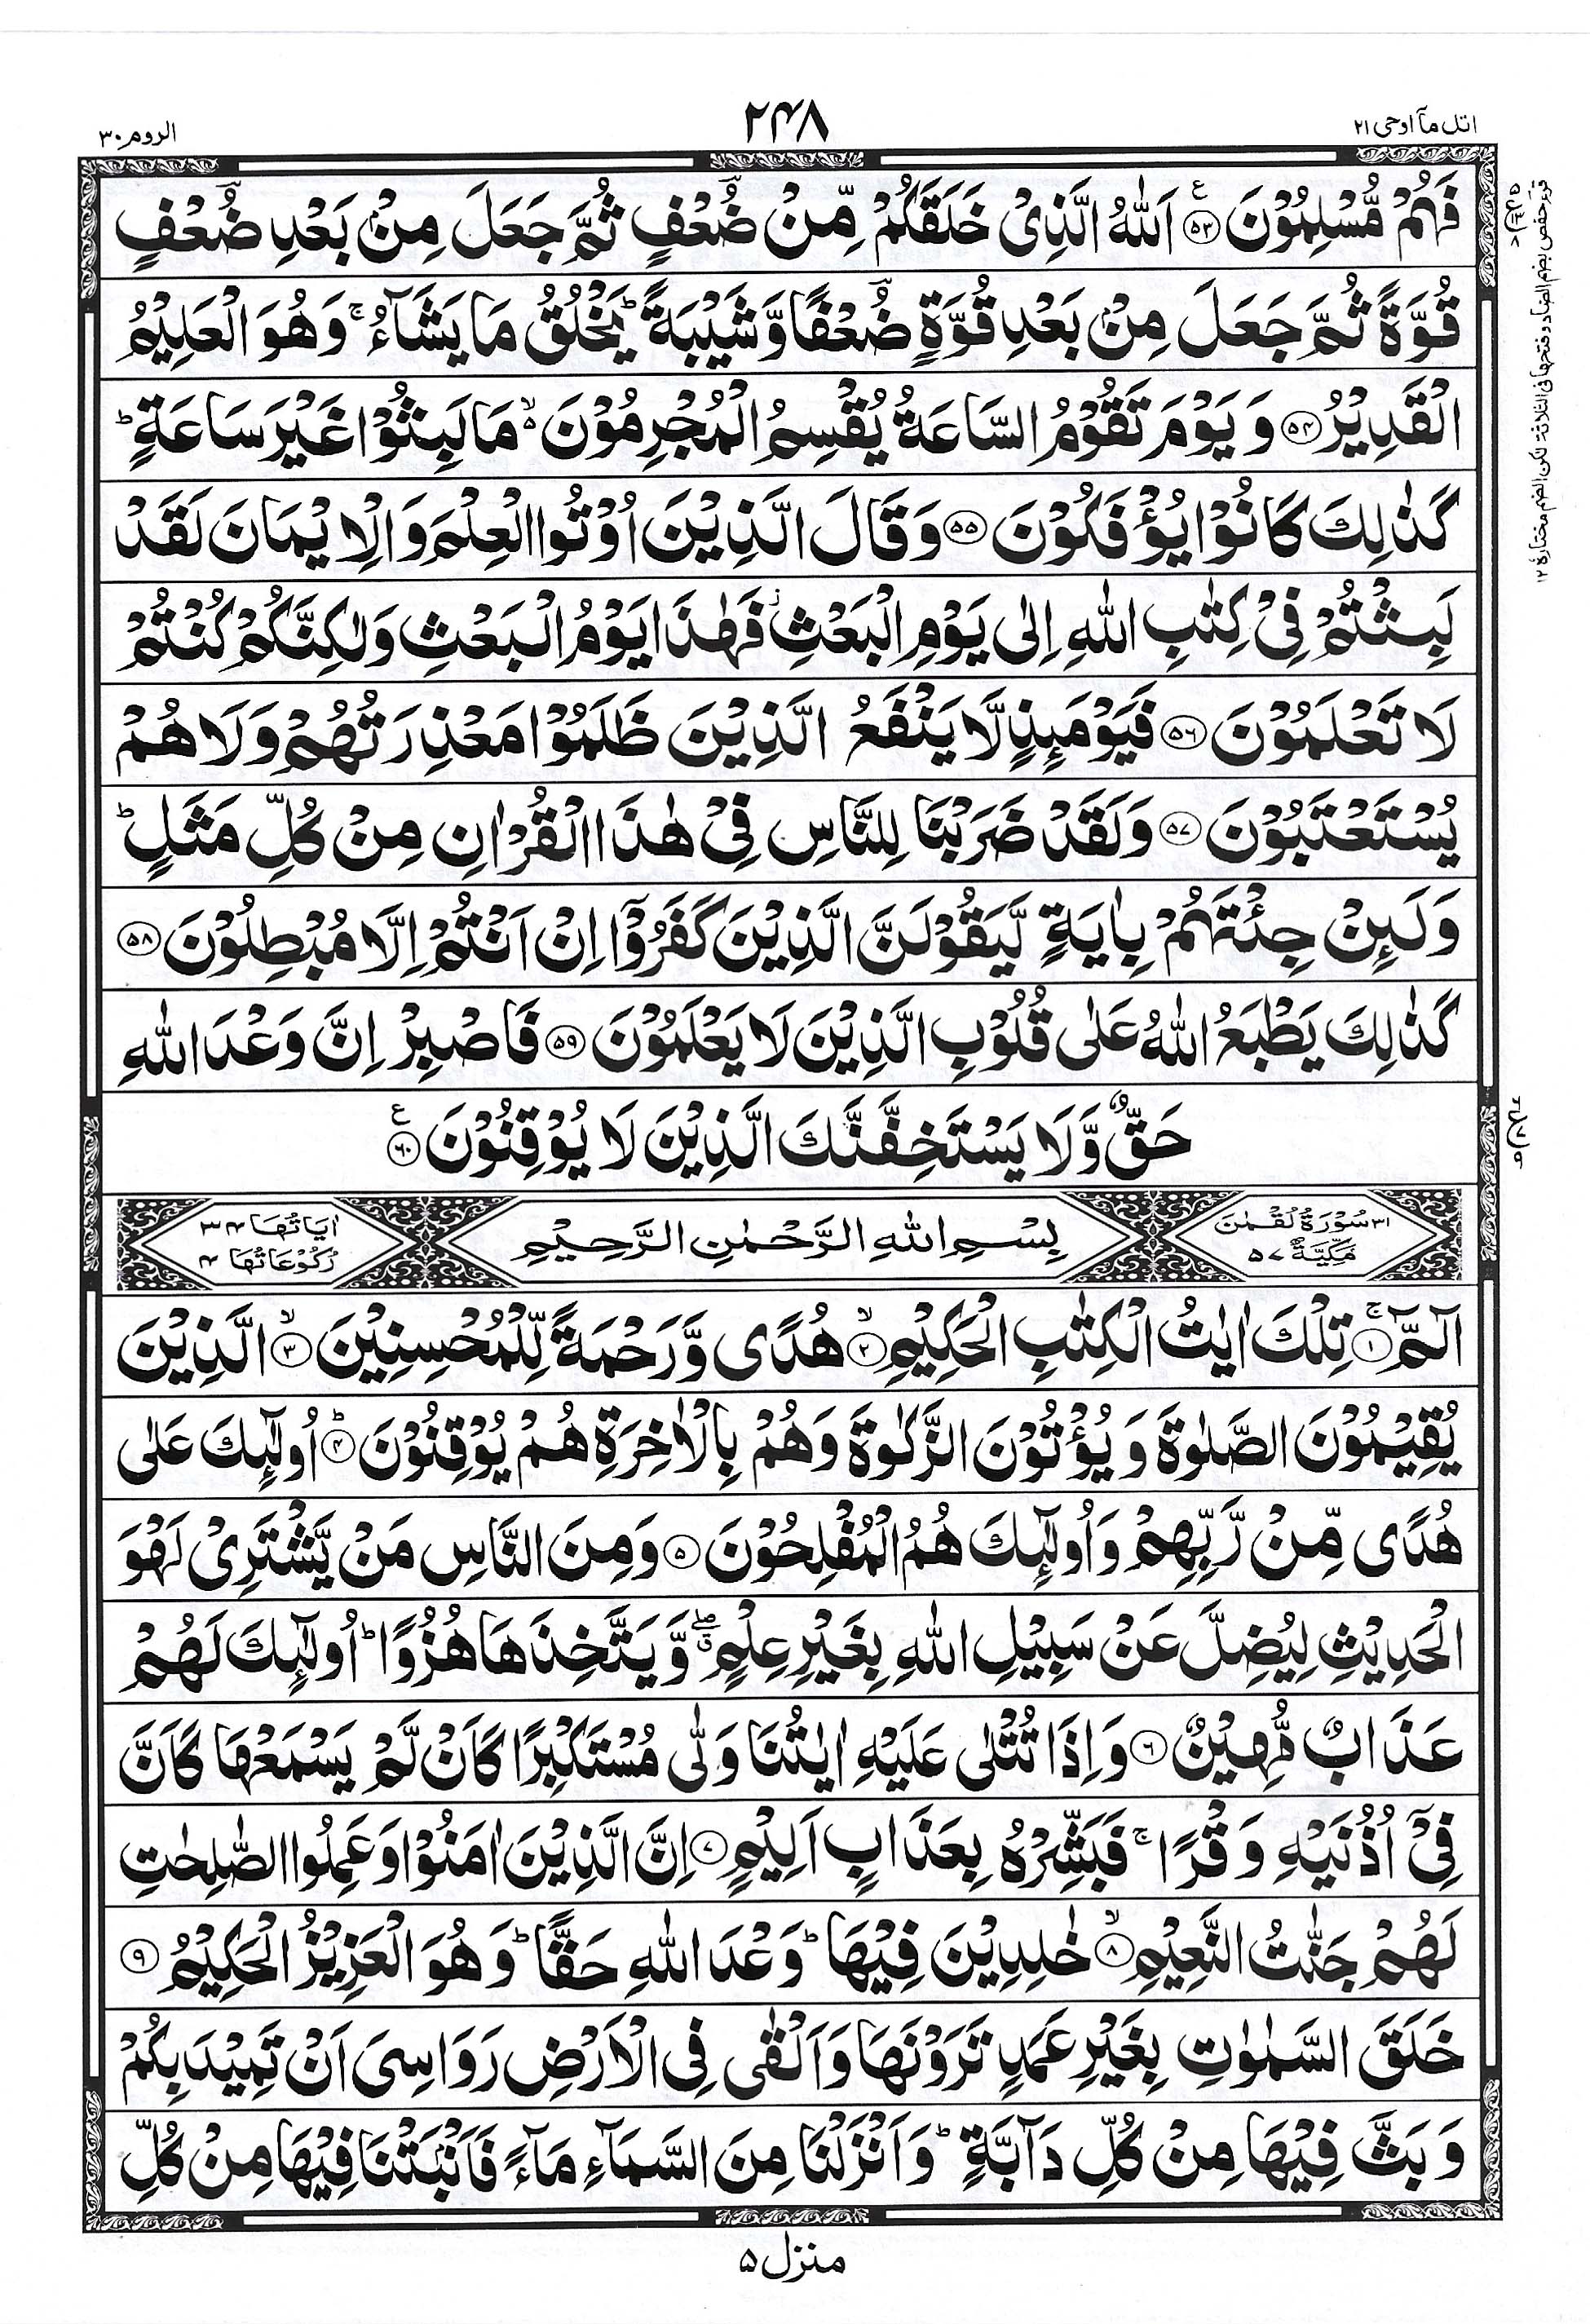 اتل مآ اوحی ۲۱
۲۴۸
الروم ۳۰
فَهُمْ مُّسْلِمُوْنَ ۵۳ ع اَللّٰهُ الَّذِیْ خَلَقَكُمْ مِّنْ ضُؔعْفٍ ثُمَّ جَعَلَ مِنْۢ بَعْدِ ضُؔعْفٍ
قُوَّةً ثُمَّ جَعَلَ مِنْۢ بَعْدِ قُوَّةٍ ضُؔعْفًا وَّشَیْبَةً ؕ یَخْلُقُ مَا یَشَآءُ ۚ وَهُوَ الْعَلِیْمُ
الْقَدِیْرُ ۵۴ وَیَوْمَ تَقُوْمُ السَّاعَةُ یُقْسِمُ الْمُجْرِمُوْنَ ۙ۬ مَا لَبِثُوْا غَیْرَ سَاعَةٍ ؕ
كَذٰلِكَ كَانُوْا یُؤْفَكُوْنَ ۵۵ وَقَالَ الَّذِیْنَ اُوْتُوا الْعِلْمَ وَالْاِیْمَانَ لَقَدْ
لَبِثْتُمْ فِیْ كِتٰبِ اللّٰهِ اِلٰی یَوْمِ الْبَعْثِ ؗ فَهٰذَا یَوْمُ الْبَعْثِ وَلٰكِنَّكُمْ كُنْتُمْ
لَا تَعْلَمُوْنَ ۵۶ فَیَوْمَىِٕذٍ لَّا یَنْفَعُ الَّذِیْنَ ظَلَمُوْا مَعْذِرَتُهُمْ وَلَا هُمْ
یُسْتَعْتَبُوْنَ ۵۷ وَلَقَدْ ضَرَبْنَا لِلنَّاسِ فِیْ هٰذَا الْقُرْاٰنِ مِنْ كُلِّ مَثَلٍ ؕ
وَلَىِٕنْ جِئْتَهُمْ بِاٰیَةٍ لَّیَقُوْلَنَّ الَّذِیْنَ كَفَرُوْۤا اِنْ اَنْتُمْ اِلَّا مُبْطِلُوْنَ ۵۸
كَذٰلِكَ یَطْبَعُ اللّٰهُ عَلٰی قُلُوْبِ الَّذِیْنَ لَا یَعْلَمُوْنَ ۵۹ فَاصْبِرْ اِنَّ وَعْدَ اللّٰهِ
حَقٌّ وَّلَا یَسْتَخِفَّنَّكَ الَّذِیْنَ لَا یُوْقِنُوْنَ ۶۰ ع
۳۱ سُوْرَةُ لُقْمٰنَ
مَكِّیَّةٌ ۵۷
بِسْمِ اللّٰهِ الرَّحْمٰنِ الرَّحِیْمِ
اٰیَاتُهَا ۳۴
رُكُوْعَاتُهَا ۴
الٓمّٓ ۱ ۚ تِلْكَ اٰیٰتُ الْكِتٰبِ الْحَكِیْمِ ۲ ۙ هُدًی وَّرَحْمَةً لِّلْمُحْسِنِیْنَ ۳ ۙ الَّذِیْنَ
یُقِیْمُوْنَ الصَّلٰوةَ وَیُؤْتُوْنَ الزَّكٰوةَ وَهُمْ بِالْاٰخِرَةِ هُمْ یُوْقِنُوْنَ ۴ ؕ اُولٰٓىِٕكَ عَلٰی
هُدًی مِّنْ رَّبِّهِمْ وَاُولٰٓىِٕكَ هُمُ الْمُفْلِحُوْنَ ۵ وَمِنَ النَّاسِ مَنْ یَّشْتَرِیْ لَهْوَ
الْحَدِیْثِ لِیُضِلَّ عَنْ سَبِیْلِ اللّٰهِ بِغَیْرِ عِلْمٍ ۖۗ وَّیَتَّخِذَهَا هُزُوًا ؕ اُولٰٓىِٕكَ لَهُمْ
عَذَابٌ مُّهِیْنٌ ۶ وَاِذَا تُتْلٰی عَلَیْهِ اٰیٰتُنَا وَلّٰی مُسْتَكْبِرًا كَاَنْ لَّمْ یَسْمَعْهَا كَاَنَّ
فِیْۤ اُذُنَیْهِ وَقْرًا ۚ فَبَشِّرْهُ بِعَذَابٍ اَلِیْمٍ ۷ اِنَّ الَّذِیْنَ اٰمَنُوْا وَعَمِلُوا الصّٰلِحٰتِ
لَهُمْ جَنّٰتُ النَّعِیْمِ ۸ ۙ خٰلِدِیْنَ فِیْهَا ؕ وَعْدَ اللّٰهِ حَقًّا ؕ وَهُوَ الْعَزِیْزُ الْحَكِیْمُ ۹
خَلَقَ السَّمٰوٰتِ بِغَیْرِ عَمَدٍ تَرَوْنَهَا وَاَلْقٰی فِی الْاَرْضِ رَوَاسِیَ اَنْ تَمِیْدَ بِكُمْ
وَبَثَّ فِیْهَا مِنْ كُلِّ دَآبَّةٍ ؕ وَاَنْزَلْنَا مِنَ السَّمَآءِ مَآءً فَاَنْۢبَتْنَا فِیْهَا مِنْ كُلِّ
منزل ۵
قرء حفص بضم الضاد وفتحها فی الثلاثة لكن الضم مختارة ۱۲